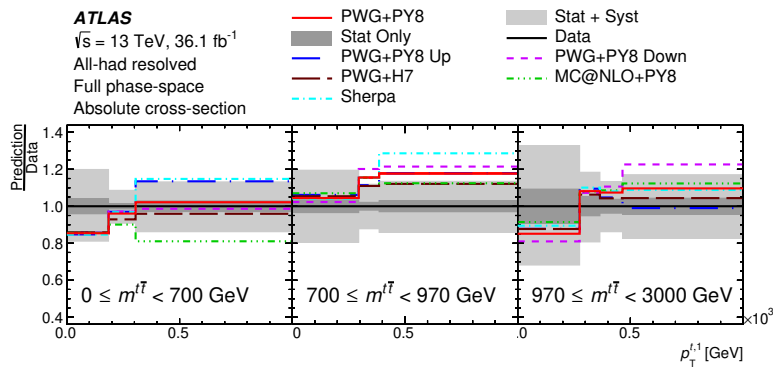 ATLAS
√s = 13 TeV, 36.1 fb⁻¹
All-had resolved
Full phase-space
Absolute cross-section
PWG+PY8
Stat Only
PWG+PY8 Up
PWG+H7
Sherpa
Stat + Syst
Data
PWG+PY8 Down
MC@NLO+PY8
Prediction
Data
1.4
1.2
1.0
0.8
0.6
0.4
0 ≤ m^{tt̄} < 700 GeV
700 ≤ m^{tt̄} < 970 GeV
970 ≤ m^{tt̄} < 3000 GeV
0.0 0.5 0.0 0.5 0.0 0.5 0.0
×10³
p_T^{t,1} [GeV]